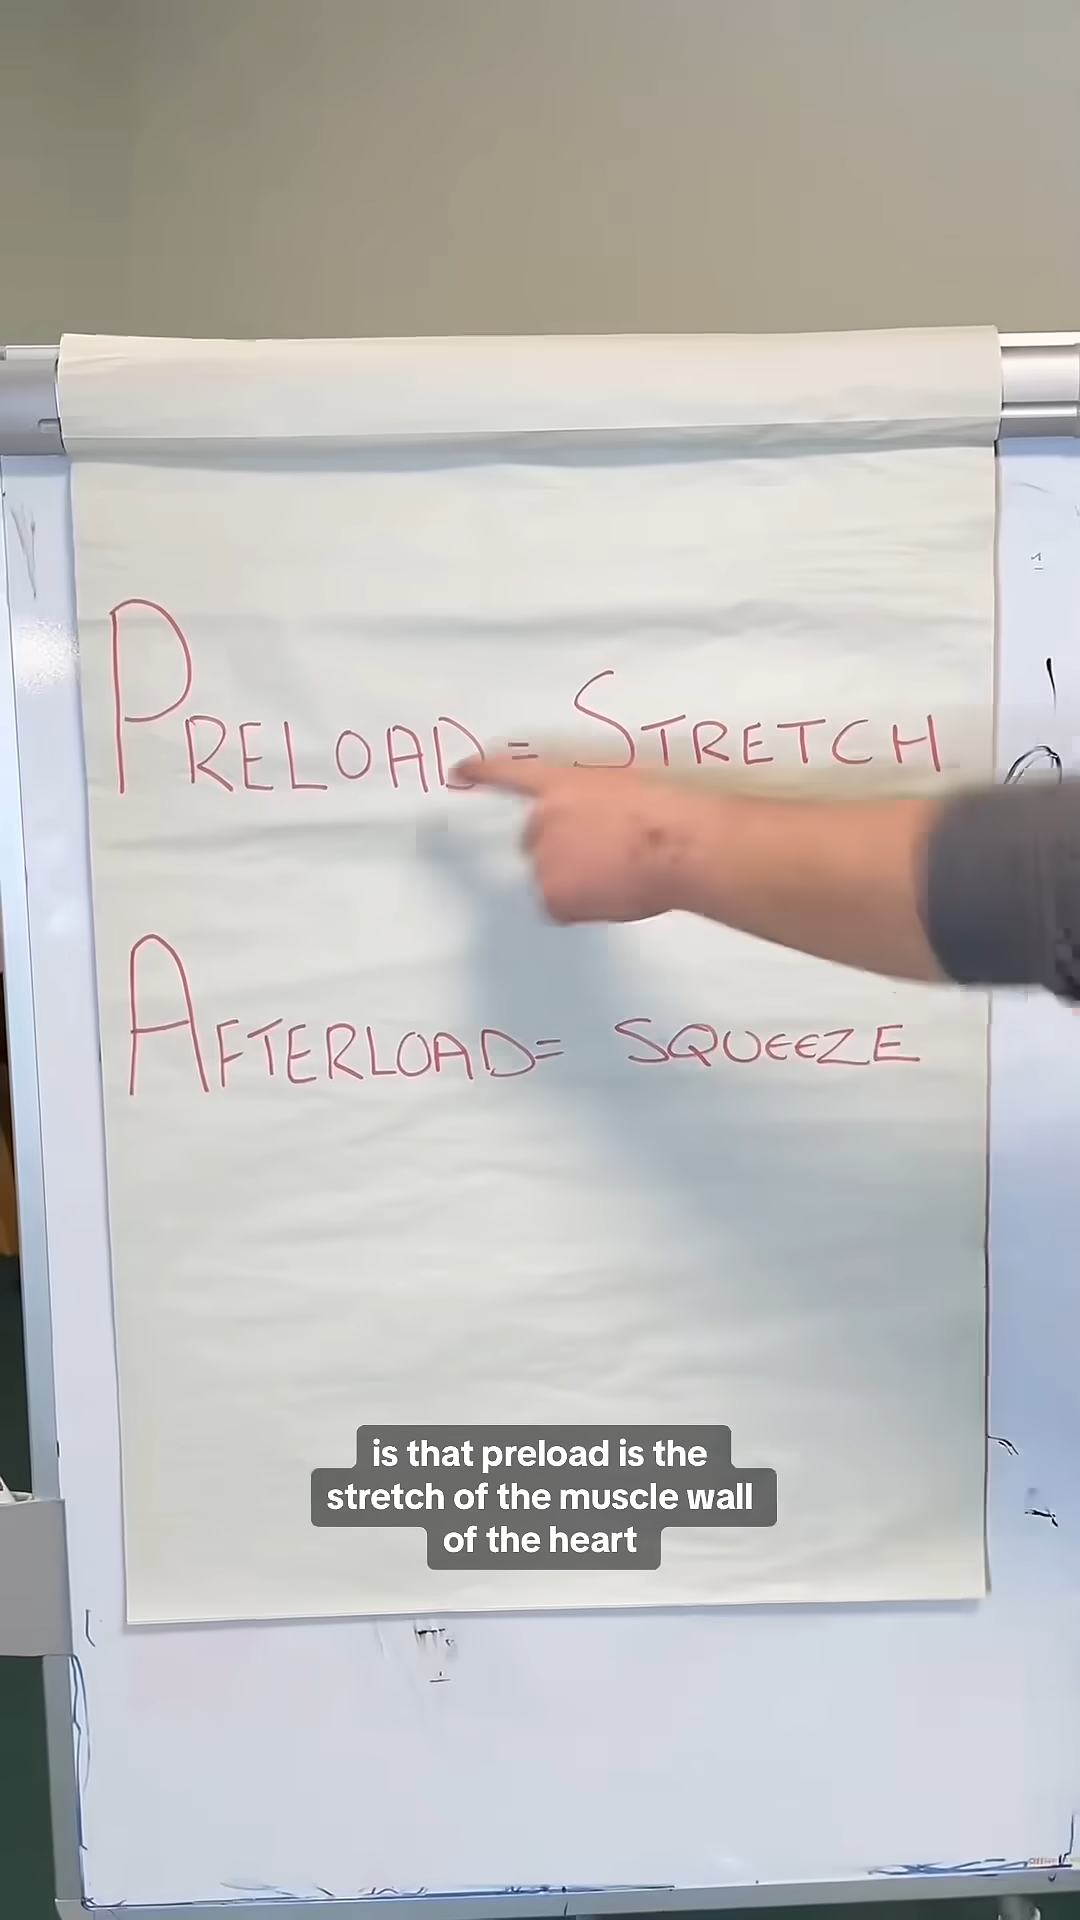 PRELOAD = STRETCH
AFTERLOAD = SQUEEZE
is that preload is the
stretch of the muscle wall
of the heart